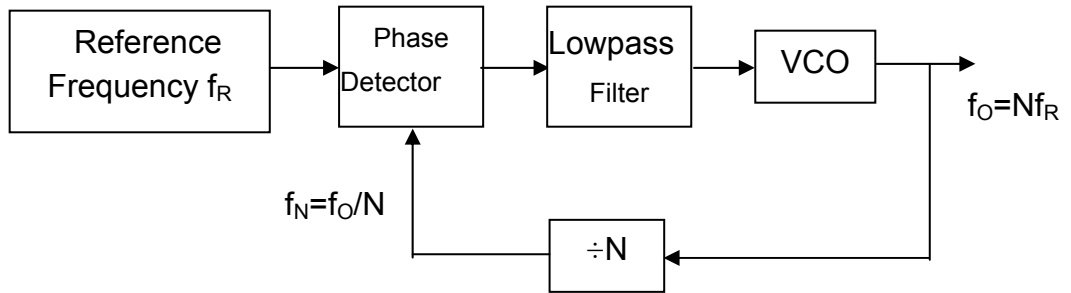 Reference
Frequency fR
Phase
Detector
Lowpass
Filter
VCO
fO=NfR
fN=fO/N
÷N